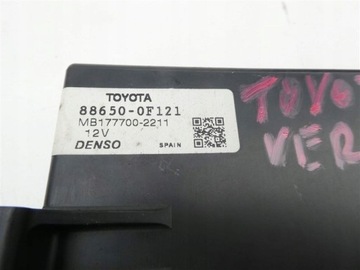 TOYOTA
88650-0F121
MB177700-2211
12V
DENSO SPAIN
TOYO
VER